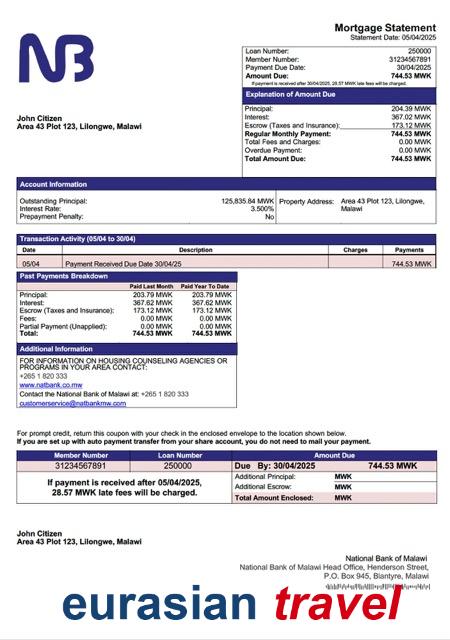 NB
Mortgage Statement
Statement Date: 05/04/2025
Loan Number: 250000
Member Number: 31234567891
Payment Due Date: 30/04/2025
Amount Due: 744.53 MWK
If payment is received after 30/04/2025, 28.57 MWK late fees will be charged.
Explanation of Amount Due
Principal: 204.39 MWK
Interest: 367.02 MWK
Escrow (Taxes and Insurance): 173.12 MWK
Regular Monthly Payment: 744.53 MWK
Total Fees and Charges: 0.00 MWK
Overdue Payment: 0.00 MWK
Total Amount Due: 744.53 MWK
John Citizen
Area 43 Plot 123, Lilongwe, Malawi
Account Information
Outstanding Principal: 125,835.84 MWK
Interest Rate: 3.500%
Prepayment Penalty: No
Property Address: Area 43 Plot 123, Lilongwe,
Malawi
Transaction Activity (05/04 to 30/04)
Date Description Charges Payments
05/04 Payment Received Due Date 30/04/25 744.53 MWK
Past Payments Breakdown
Paid Last Month Paid Year To Date
Principal: 203.79 MWK 203.79 MWK
Interest: 367.62 MWK 367.62 MWK
Escrow (Taxes and Insurance): 173.12 MWK 173.12 MWK
Fees: 0.00 MWK 0.00 MWK
Partial Payment (Unapplied): 0.00 MWK 0.00 MWK
Total: 744.53 MWK 744.53 MWK
Additional Information
FOR INFORMATION ON HOUSING COUNSELING AGENCIES OR
PROGRAMS IN YOUR AREA CONTACT:
+265 1 820 333
www.natbank.co.mw
Contact the National Bank of Malawi at: +265 1 820 333
customerservice@natbankmw.com
For prompt credit, return this coupon with your check in the enclosed envelope to the location shown below.
If you are set up with auto payment transfer from your share account, you do not need to mail your payment.
Member Number Loan Number Amount Due
31234567891 250000 Due By: 30/04/2025 744.53 MWK
If payment is received after 05/04/2025,
28.57 MWK late fees will be charged.
Additional Principal: MWK
Additional Escrow: MWK
Total Amount Enclosed: MWK
John Citizen
Area 43 Plot 123, Lilongwe, Malawi
National Bank of Malawi
National Bank of Malawi Head Office, Henderson Street,
P.O. Box 945, Blantyre, Malawi
eurasian travel